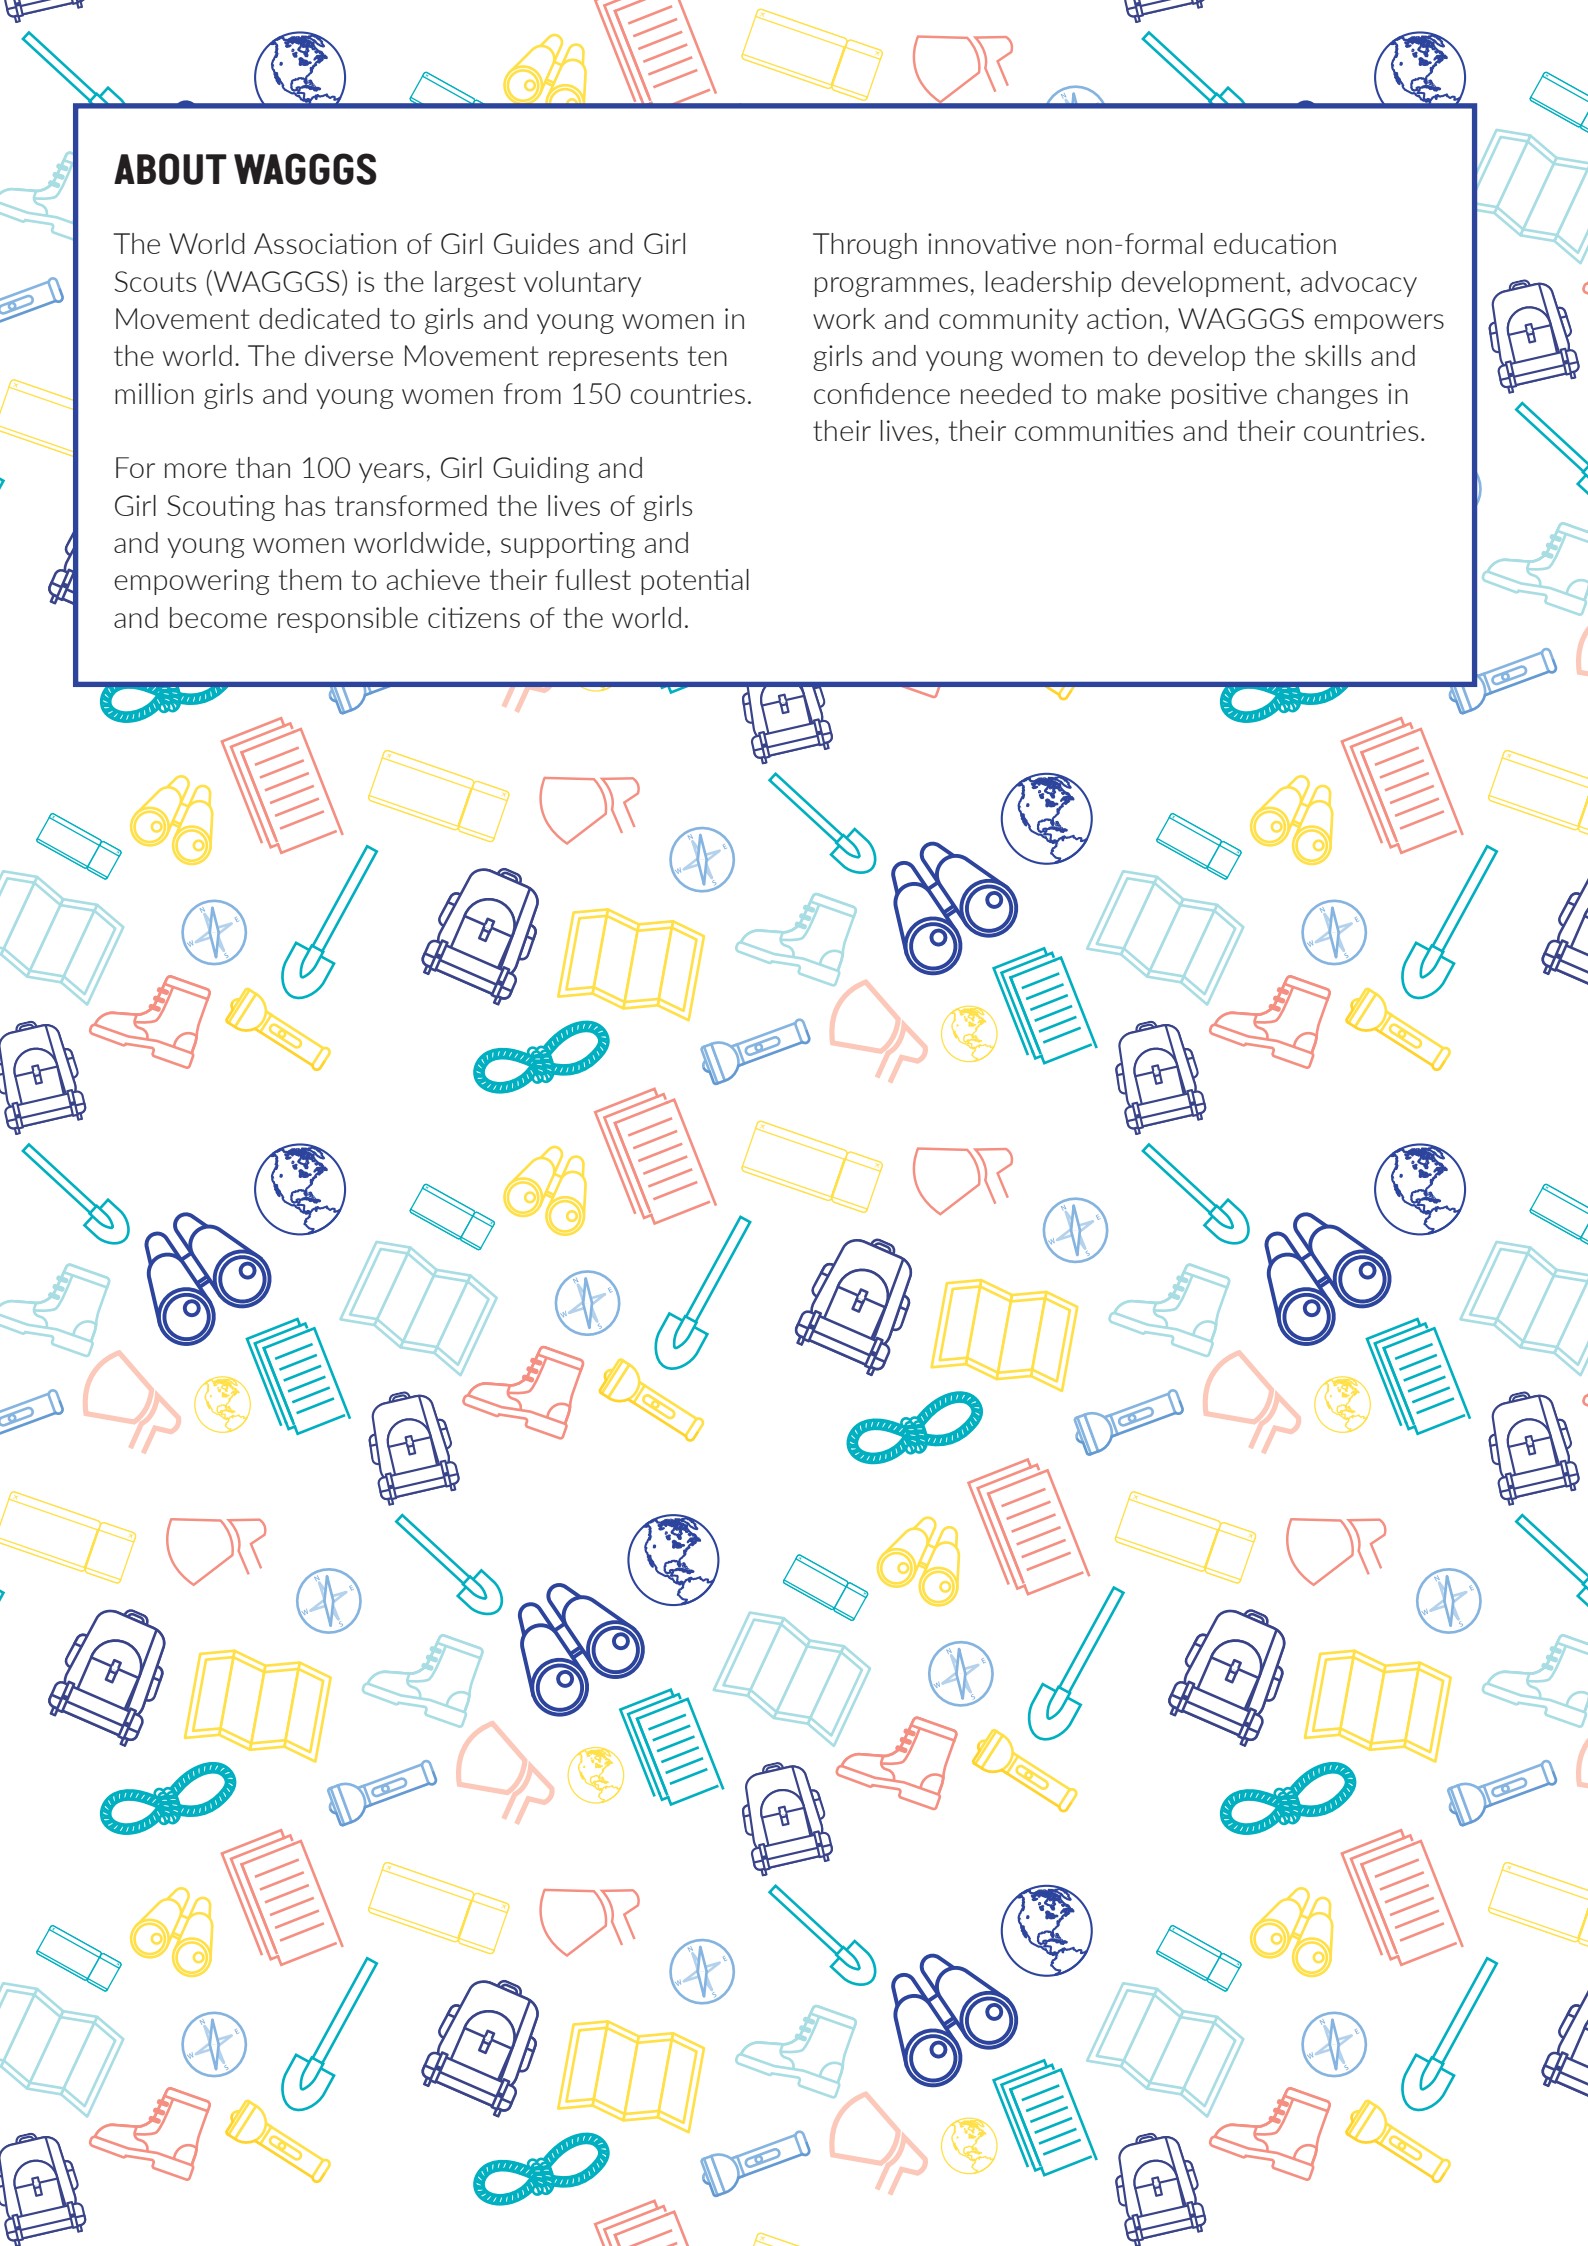 ABOUT WAGGGS
The World Association of Girl Guides and Girl
Scouts (WAGGGS) is the largest voluntary
Movement dedicated to girls and young women in
the world. The diverse Movement represents ten
million girls and young women from 150 countries.
For more than 100 years, Girl Guiding and
Girl Scouting has transformed the lives of girls
and young women worldwide, supporting and
empowering them to achieve their fullest potential
and become responsible citizens of the world.
Through innovative non-formal education
programmes, leadership development, advocacy
work and community action, WAGGGS empowers
girls and young women to develop the skills and
confidence needed to make positive changes in
their lives, their communities and their countries.